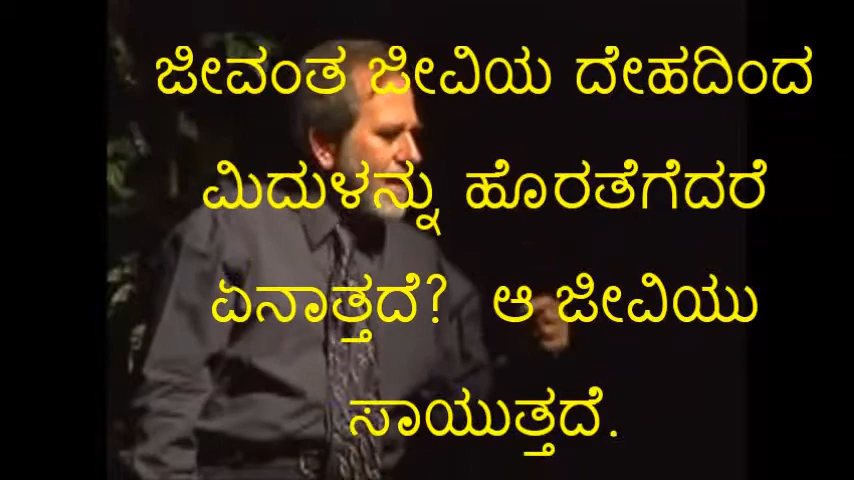 ಜೀವಂತ ಜೀವಿಯ ದೇಹದಿಂದ
ಮಿದುಳನ್ನು ಹೊರತೆಗೆದರೆ
ಏನಾತ್ತದೆ? ಆ ಜೀವಿಯು
ಸಾಯುತ್ತದೆ.